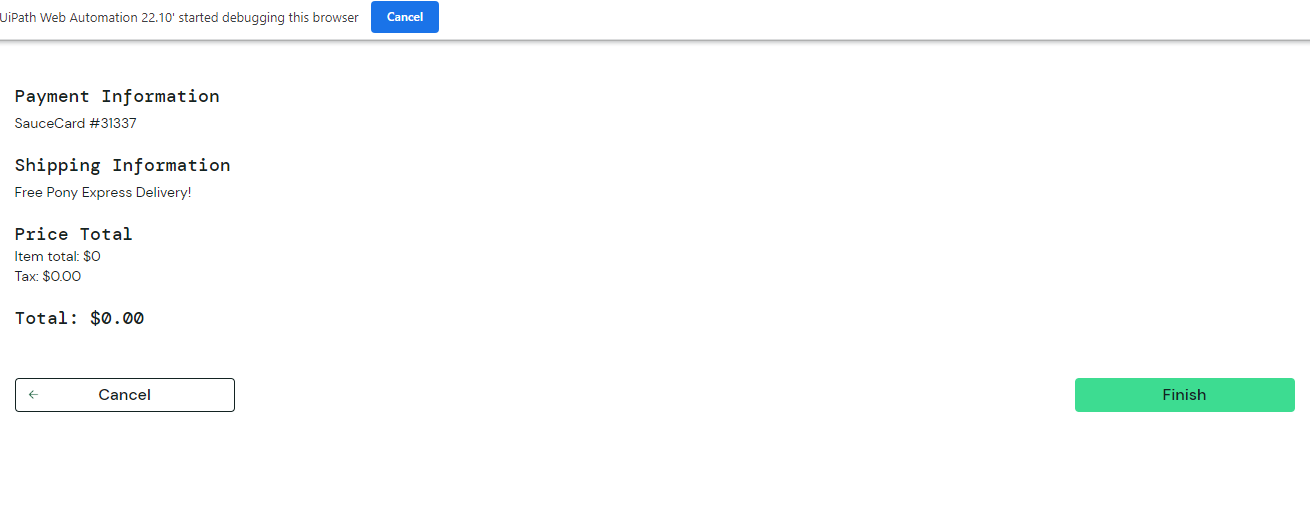 UiPath Web Automation 22.10' started debugging this browser Cancel
Payment Information
SauceCard #31337
Shipping Information
Free Pony Express Delivery!
Price Total
Item total: $0
Tax: $0.00
Total: $0.00
← Cancel
Finish